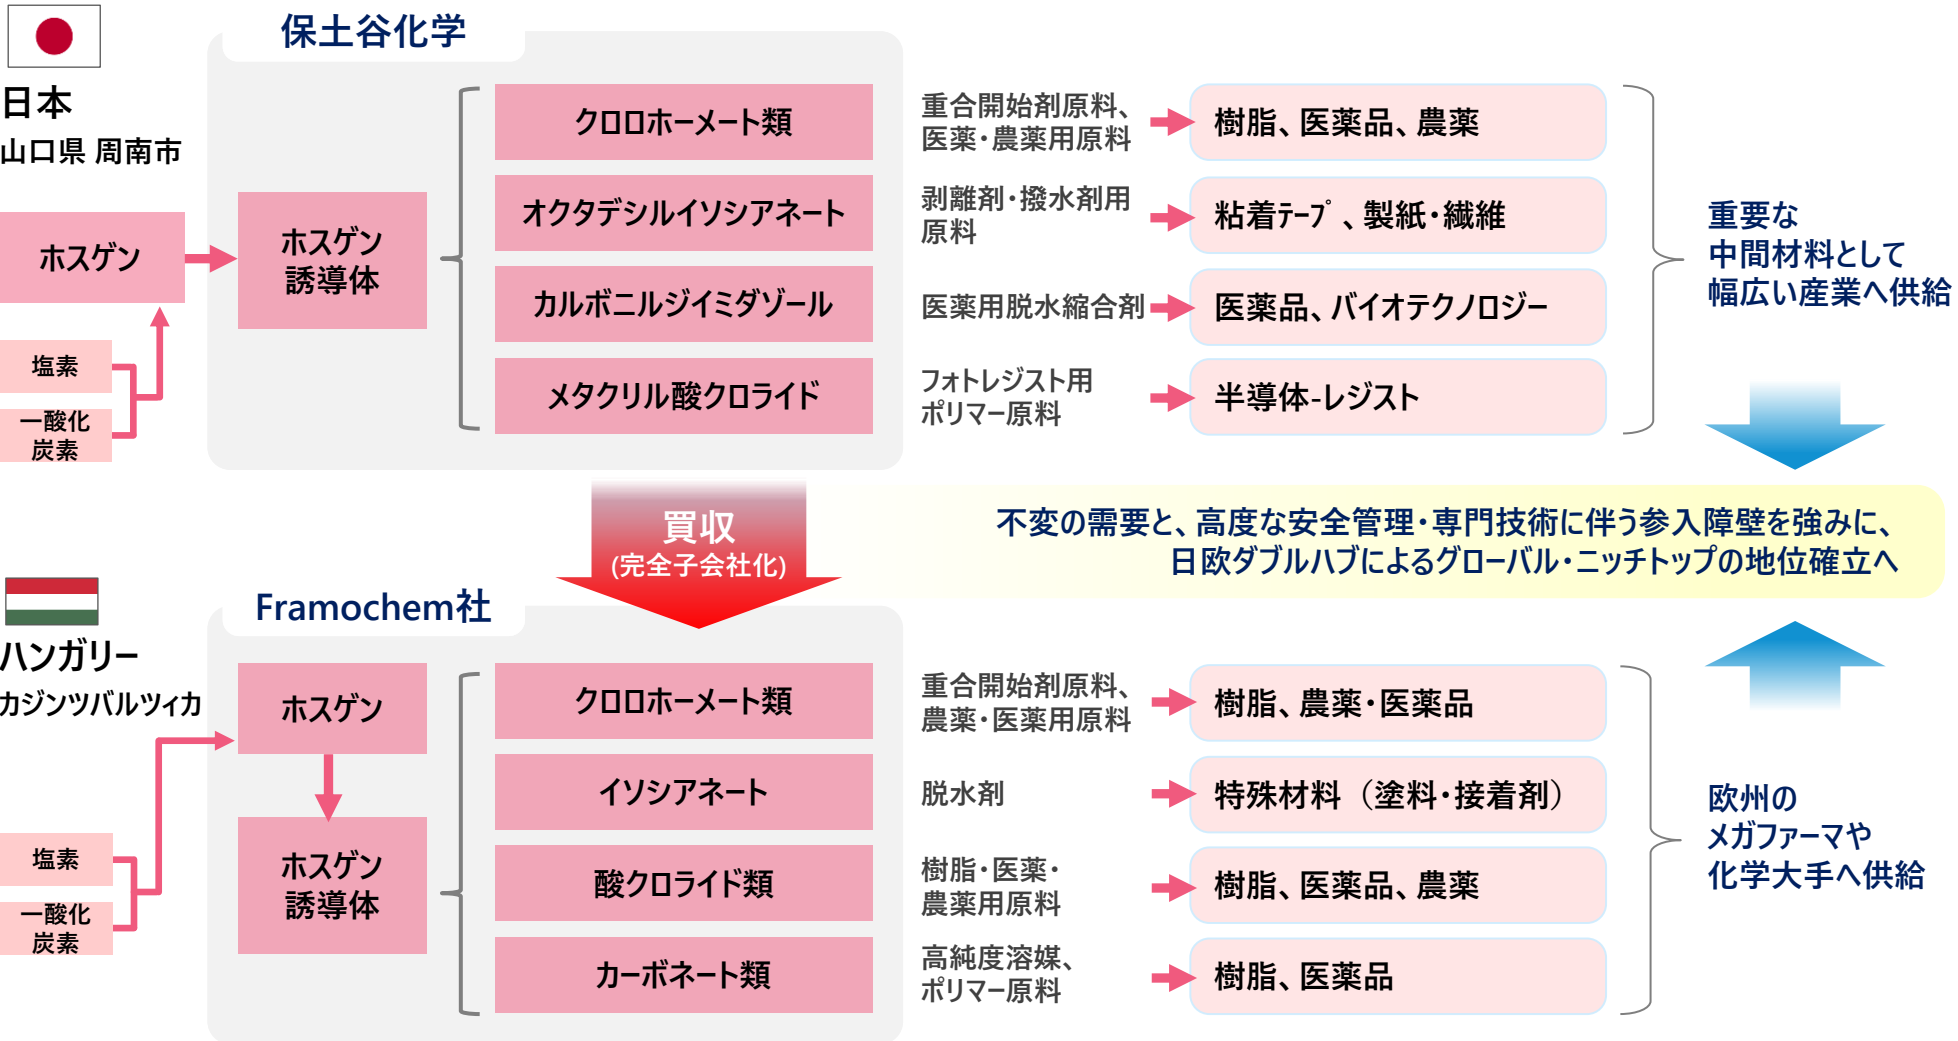 保土谷化学
日本
山口県 周南市
ホスゲン
塩素
一酸化
炭素
ホスゲン
誘導体
クロロホーメート類
オクタデシルイソシアネート
カルボニルジイミダゾール
メタクリル酸クロライド
重合開始剤原料、
医薬・農薬用原料
剥離剤・撥水剤用
原料
医薬用脱水縮合剤
フォトレジスト用
ポリマー原料
樹脂、医薬品、農薬
粘着テープ、製紙・繊維
医薬品、バイオテクノロジー
半導体-レジスト
重要な
中間材料として
幅広い産業へ供給
買収
(完全子会社化)
不変の需要と、高度な安全管理・専門技術に伴う参入障壁を強みに、
日欧ダブルハブによるグローバル・ニッチトップの地位確立へ
Framochem社
ハンガリー
カジンツバルツィカ
塩素
一酸化
炭素
ホスゲン
ホスゲン
誘導体
クロロホーメート類
イソシアネート
酸クロライド類
カーボネート類
重合開始剤原料、
農薬・医薬用原料
脱水剤
樹脂・医薬・
農薬用原料
高純度溶媒、
ポリマー原料
樹脂、農薬・医薬品
特殊材料（塗料・接着剤）
樹脂、医薬品、農薬
樹脂、医薬品
欧州の
メガファーマや
化学大手へ供給